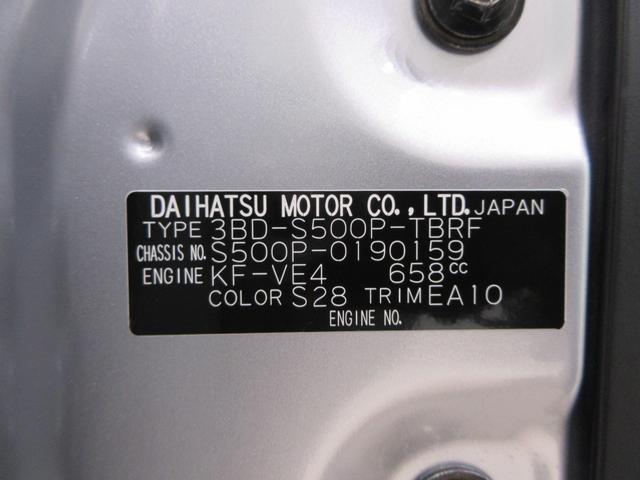 DAIHATSU MOTOR CO.,LTD. JAPAN
TYPE 3BD-S500P-TBRF
CHASSIS NO. S500P-0190159
ENGINE KF-VE4 658cc
COLOR S28 TRIM EA10
ENGINE NO.